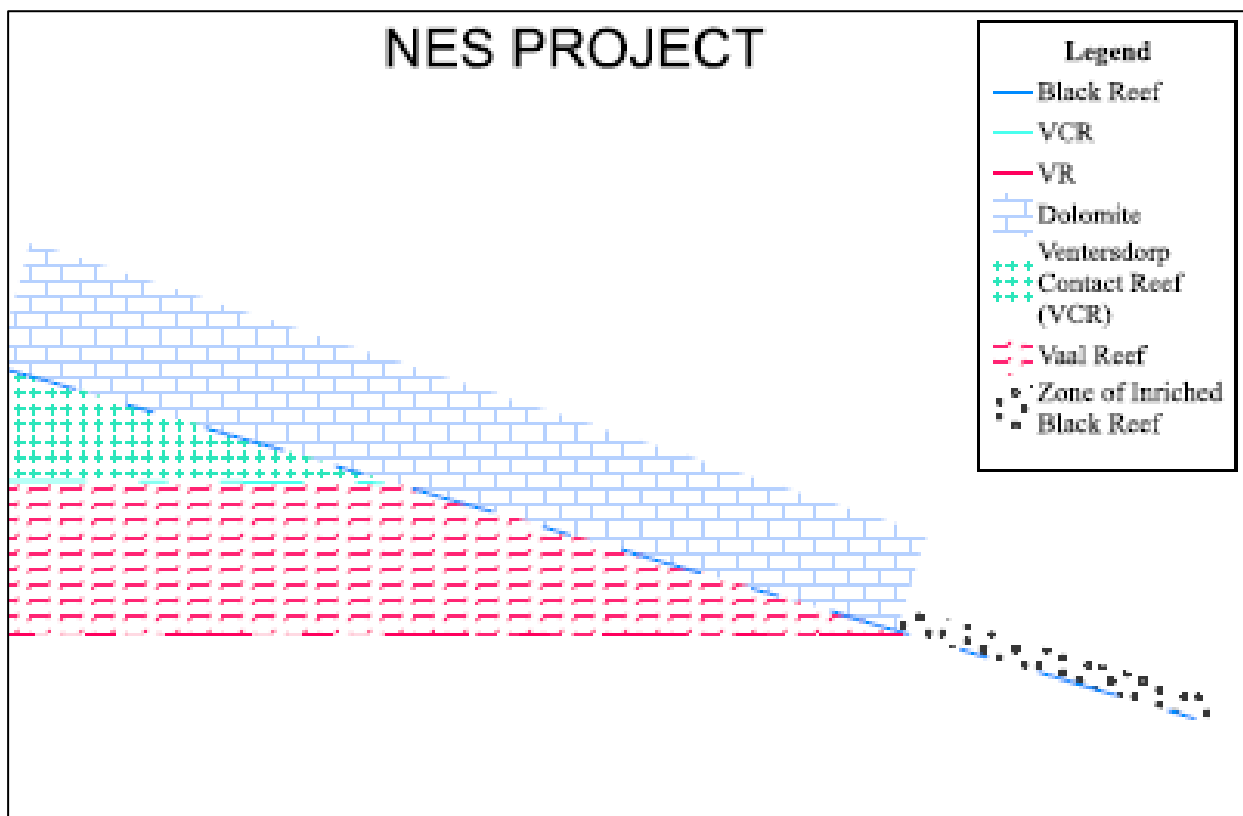 NES PROJECT
Legend
Black Reef
VCR
VR
Dolomite
Ventersdorp
Contact Reef
(VCR)
Vaal Reef
Zone of Inriched
Black Reef